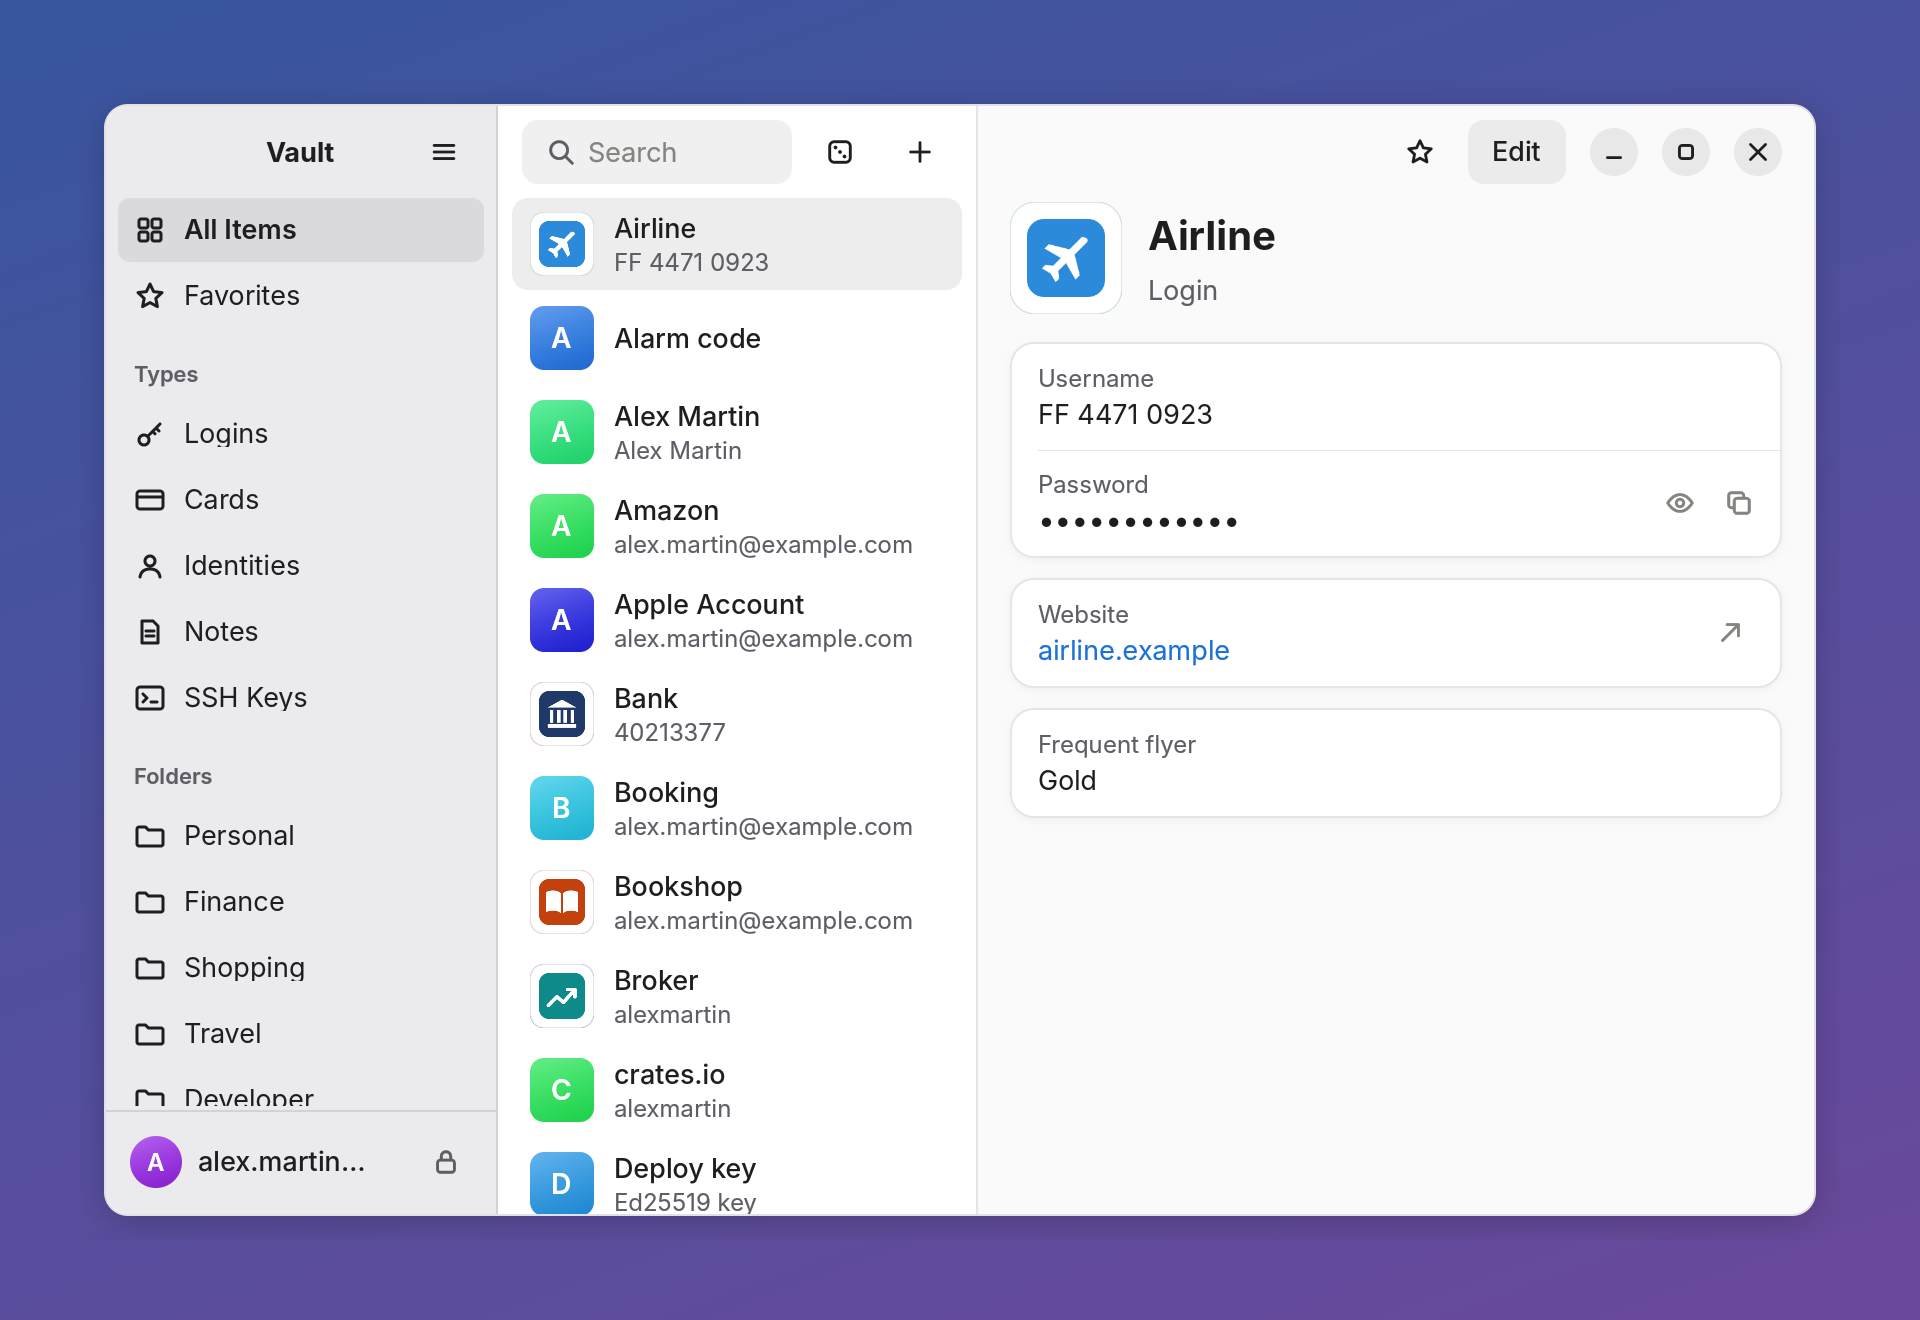 Vault
All Items
Favorites
Types
Logins
Cards
Identities
Notes
SSH Keys
Folders
Personal
Finance
Shopping
Travel
Developer
A
alex.martin...
Search
Airline
FF 4471 0923
A
Alarm code
A
Alex Martin
Alex Martin
A
Amazon
alex.martin@example.com
A
Apple Account
alex.martin@example.com
Bank
40213377
B
Booking
alex.martin@example.com
Bookshop
alex.martin@example.com
Broker
alexmartin
C
crates.io
alexmartin
D
Deploy key
Ed25519 key
Edit
Airline
Login
Username
FF 4471 0923
Password
••••••••••••
Website
airline.example
Frequent flyer
Gold